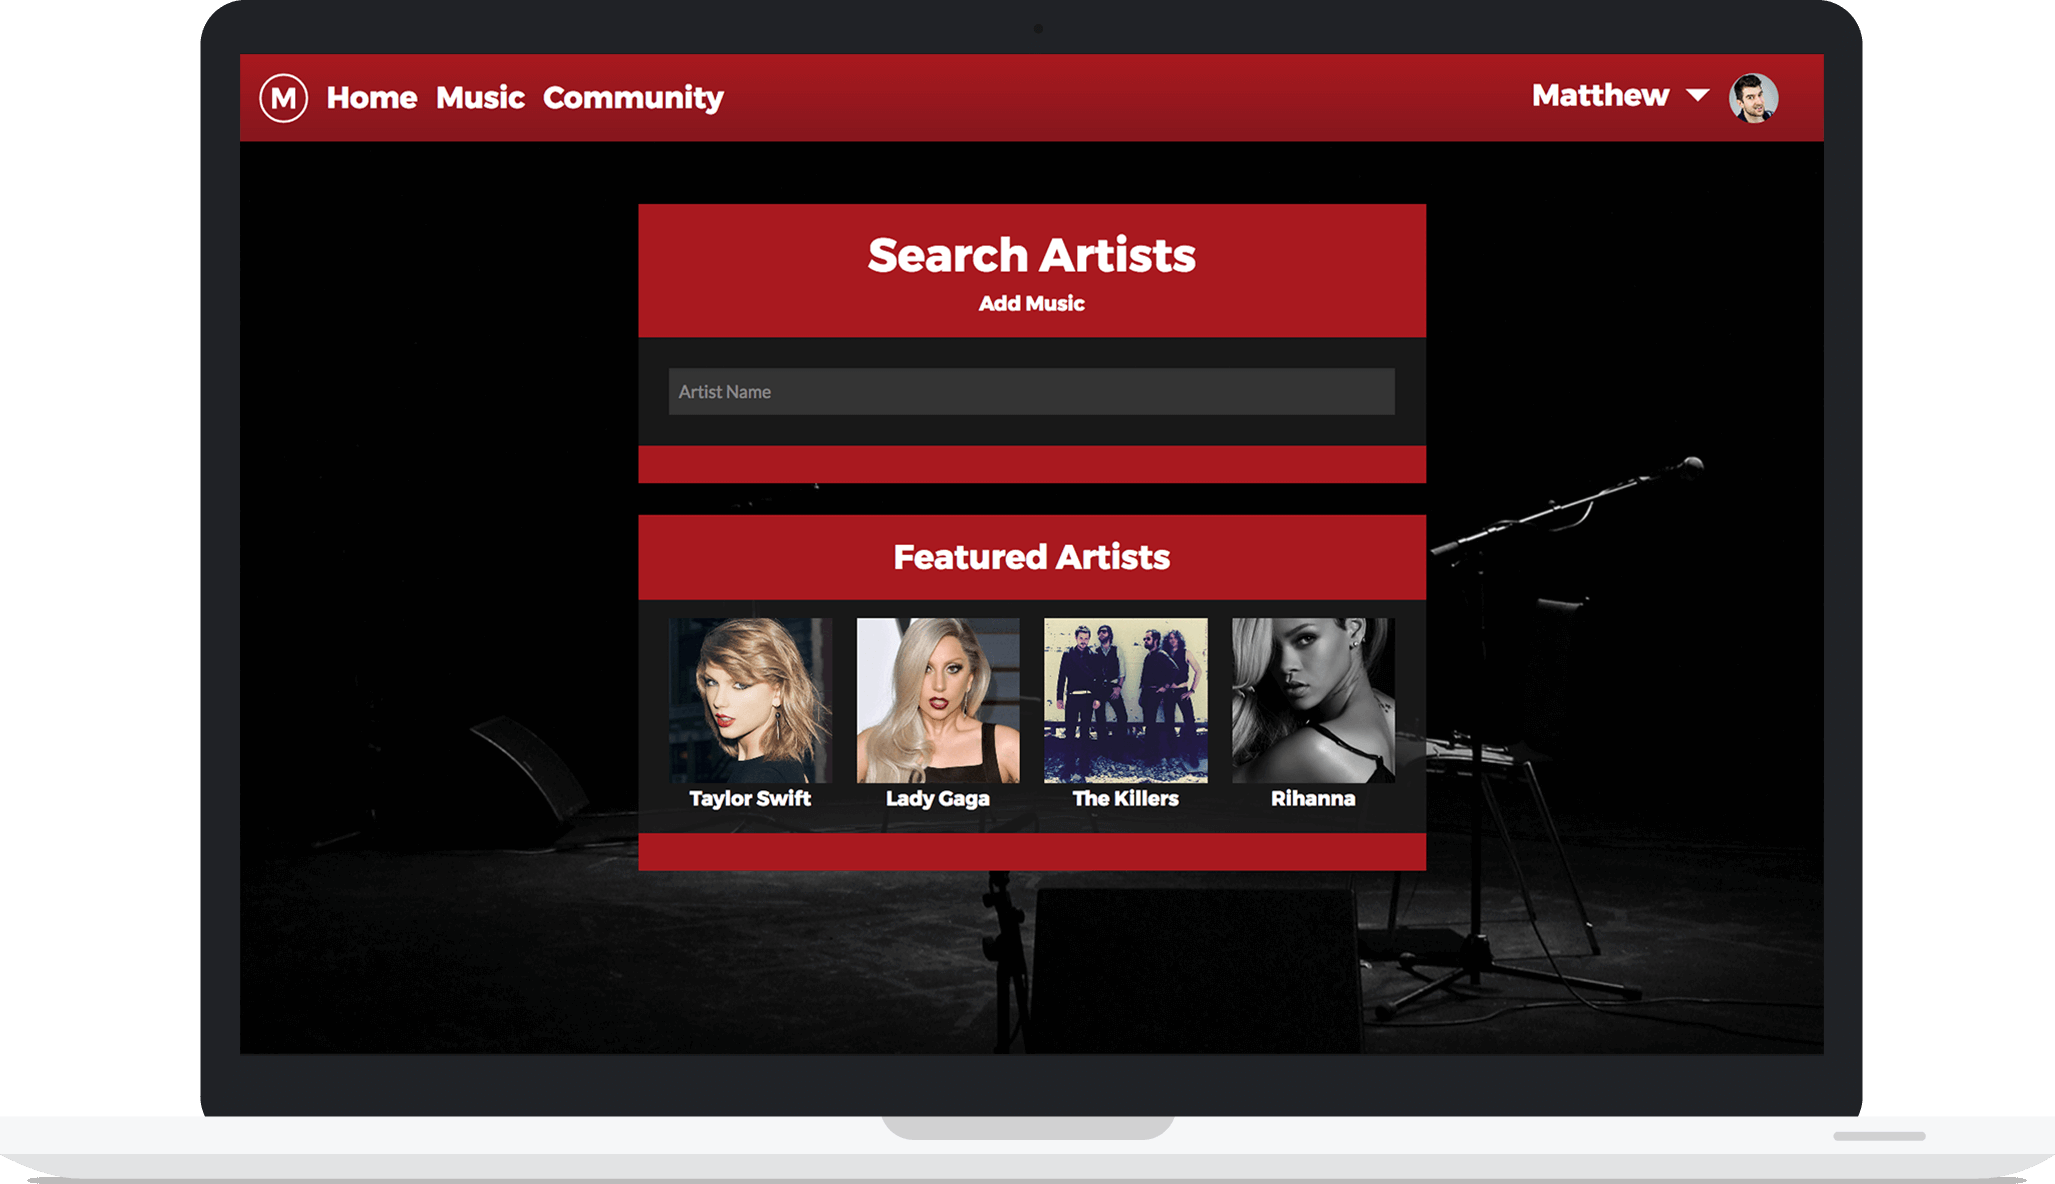 M Home Music Community Matthew
Search Artists
Add Music
Artist Name
Featured Artists
Taylor Swift Lady Gaga The Killers Rihanna